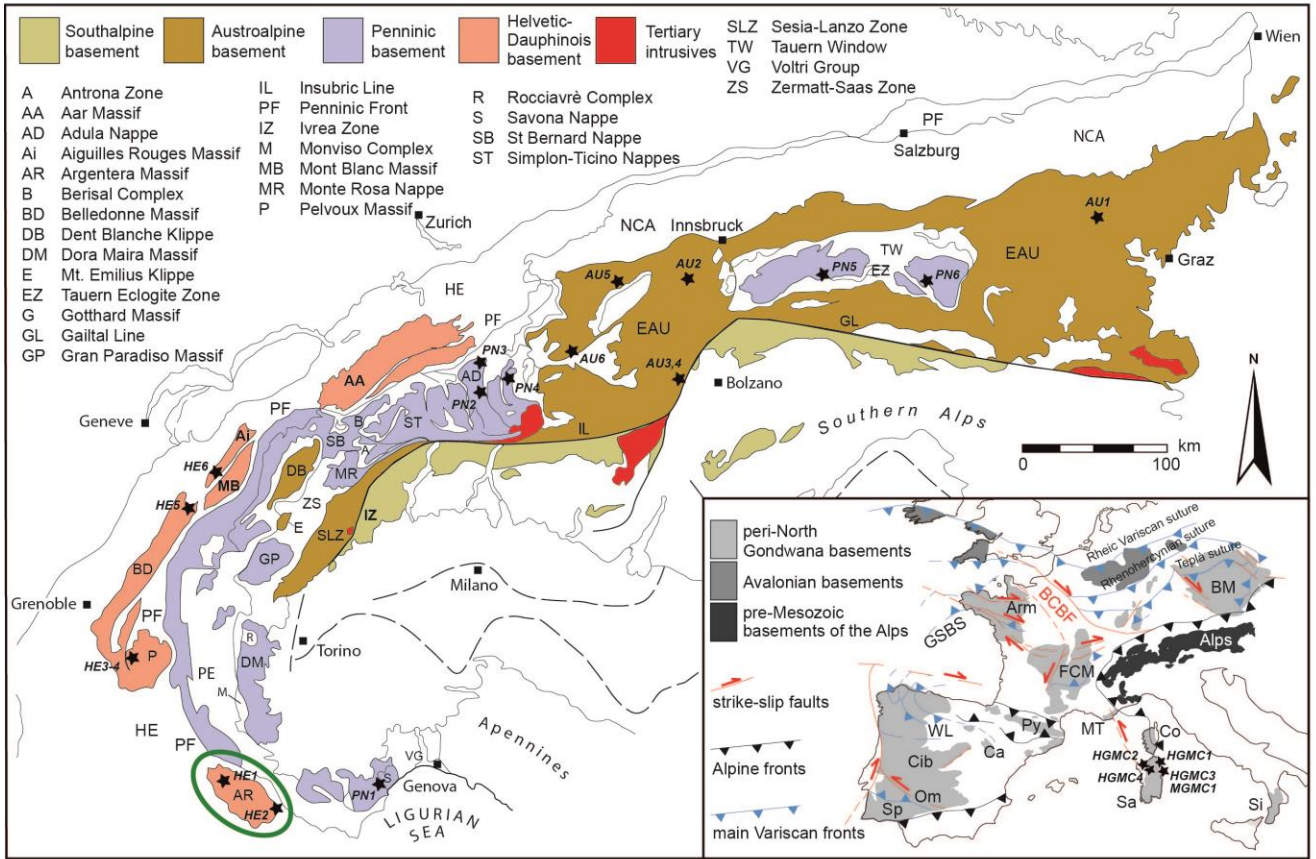 Southalpine
basement
Austroalpine
basement
Penninic
basement
Helvetic-
Dauphinois
basement
Tertiary
intrusives
SLZ Sesia-Lanzo Zone
TW Tauern Window
VG Voltri Group
ZS Zermatt-Saas Zone
A Antrona Zone
AA Aar Massif
AD Adula Nappe
Ai Aiguilles Rouges Massif
AR Argentera Massif
B Berisal Complex
BD Belledonne Massif
DB Dent Blanche Klippe
DM Dora Maira Massif
E Mt. Emilius Klippe
EZ Tauern Eclogite Zone
G Gotthard Massif
GL Gailtal Line
GP Gran Paradiso Massif
IL Insubric Line
PF Penninic Front
IZ Ivrea Zone
M Monviso Complex
MB Mont Blanc Massif
MR Monte Rosa Nappe
P Pelvoux Massif
R Rocciavrè Complex
S Savona Nappe
SB St Bernard Nappe
ST Simplon-Ticino Nappes
Wien
PF
Salzburg
NCA
Zurich
NCA
Innsbruck
AU1
EAU
Graz
TW
PN5
EZ
PN6
AU5
AU2
HE
PF
EAU
GL
AU6
AU3,4
Bolzano
PN3
AD
PN4
PN2
AA
Geneve
PF
B
ST
SB
A
IL
Southern Alps
N
0 100
km
Ai
HE6
MB
DB
MR
HE5
ZS
E
IZ
SLZ
GP
BD
Milano
Grenoble
PF
R
Torino
HE3-4
P
PE
DM
M
HE
PF
Apennines
VG
S
Genova
PN1
HE1
AR
HE2
LIGURIAN
SEA
peri-North
Gondwana basements
Avalonian basements
pre-Mesozoic
basements of the Alps
strike-slip faults
Alpine fronts
main Variscan fronts
Rheic Variscan suture
Rhenohercynian suture
Teplà suture
BM
Arm
BCBF
GSBS
Alps
FCM
WL
Py
MT
Co
Ca
Cib
HGMC2
HGMC1
HGMC4
HGMC3
MGMC1
Om
Sa
Sp
Si